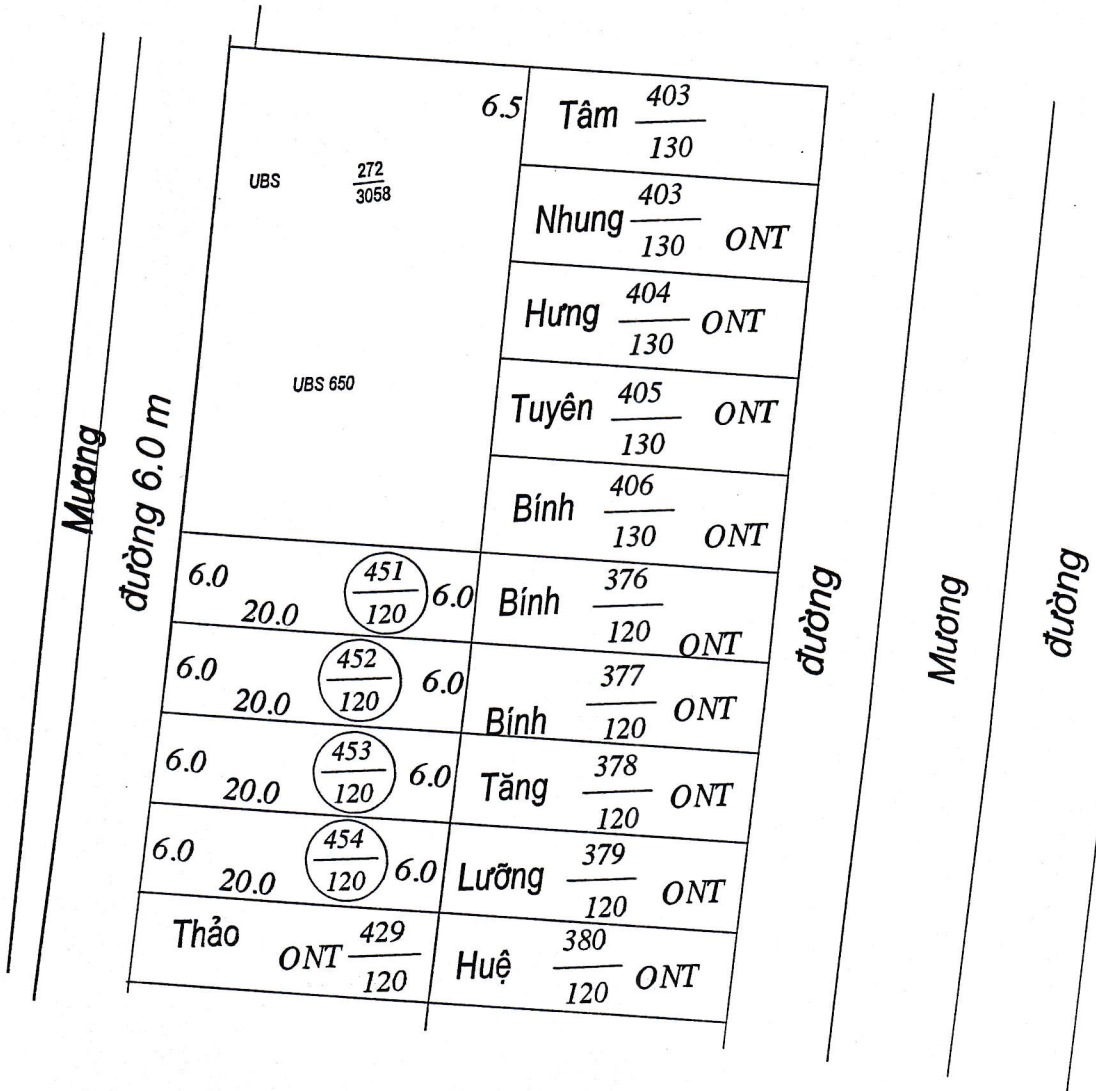 6.5 Tâm 403
130
UBS 272
3058
Nhung 403
130 ONT
Hưng 404 ONT
130
UBS 650
Tuyên 405 ONT
130
Bính 406
130 ONT
Mương
đường 6.0 m
6.0 20.0 451
120 6.0
Bính 376
120 ONT
6.0 20.0 452
120 6.0
Bính 377
120 ONT
6.0 20.0 453
120 6.0
Tăng 378
120 ONT
6.0 20.0 454
120 6.0
Lưỡng 379
120 ONT
Thảo ONT 429
120
Huệ 380
120 ONT
đường
Mương
đường